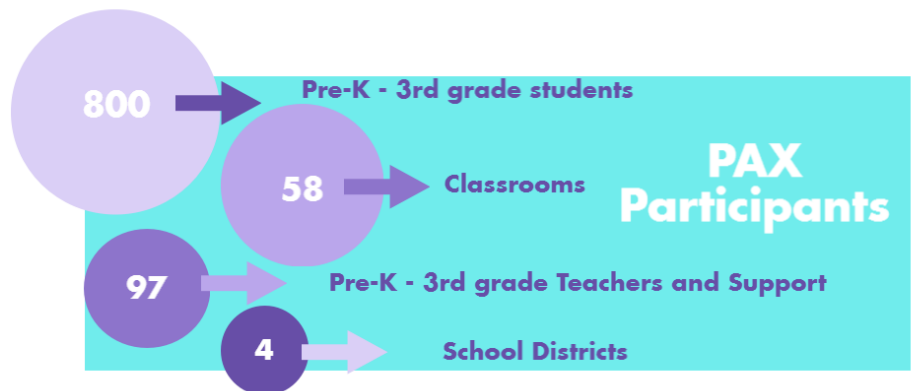 800
Pre-K - 3rd grade students
58
Classrooms
PAX
Participants
97
Pre-K - 3rd grade Teachers and Support
4
School Districts